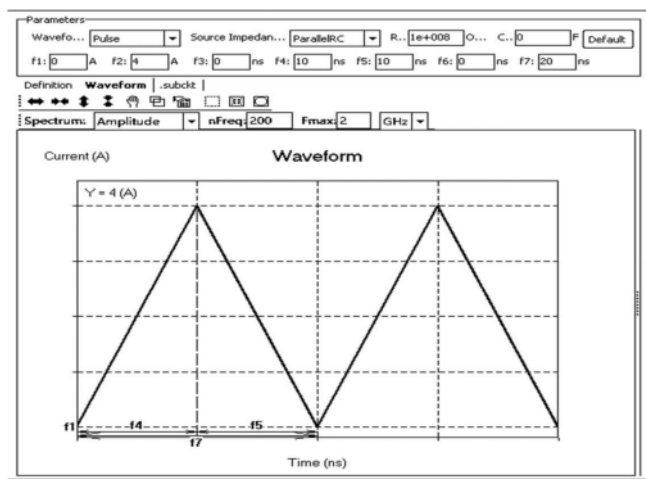 Parameters
Wavefo... Pulse Source Impedan... ParallelRC R.. 1e+008 O... C.. 0 F Default
f1: 0 A f2: 4 A f3: 0 ns f4: 10 ns f5: 10 ns f6: 0 ns f7: 20 ns
Definition Waveform .subckt
Spectrum: Amplitude nFreq: 200 Fmax: 2 GHz
Current (A) Waveform
Y = 4 (A)
f1 f4 f5
f7
Time (ns)